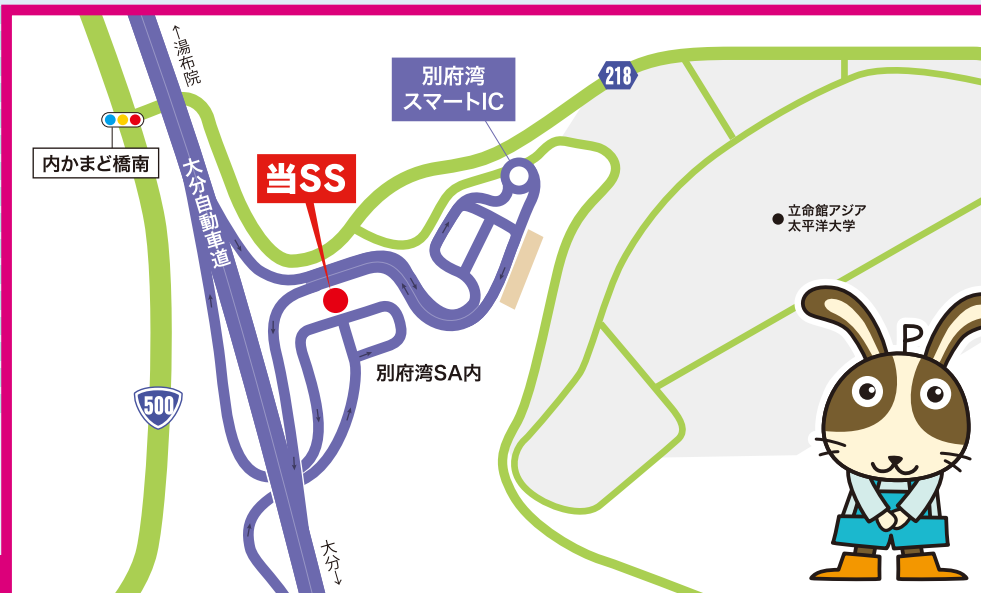 ←湯布院
218
別府湾
スマートIC
内かまど橋南
大分自動車道
当SS
立命館アジア
太平洋大学
P
別府湾SA内
500
大分→